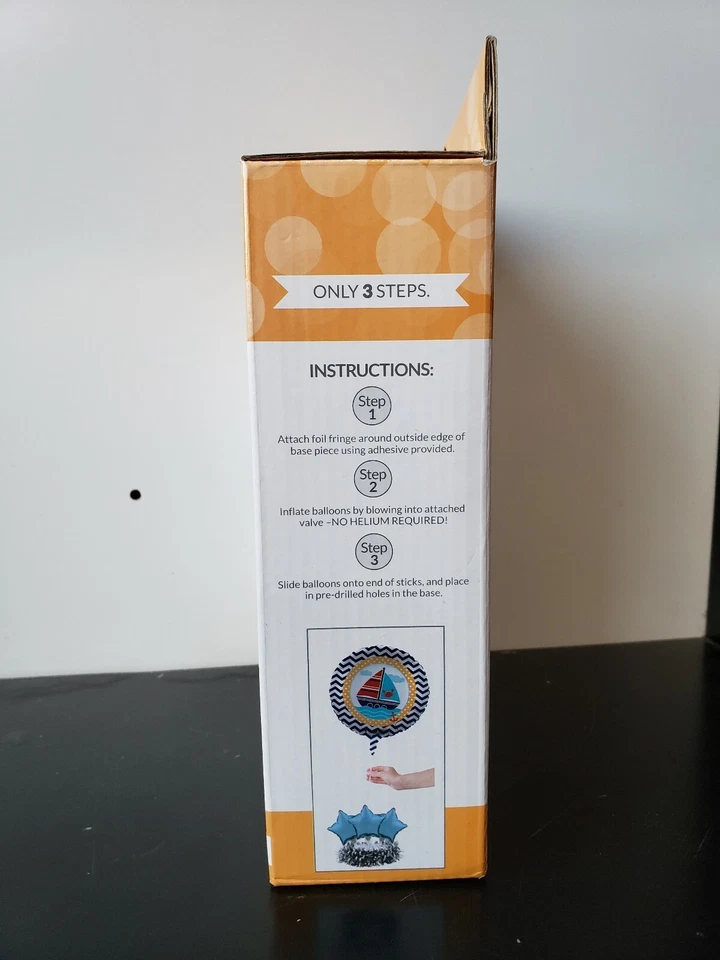 ONLY 3 STEPS.
INSTRUCTIONS:
Step
1
Attach foil fringe around outside edge of
base piece using adhesive provided.
Step
2
Inflate balloons by blowing into attached
valve –NO HELIUM REQUIRED!
Step
3
Slide balloons onto end of sticks, and place
in pre-drilled holes in the base.